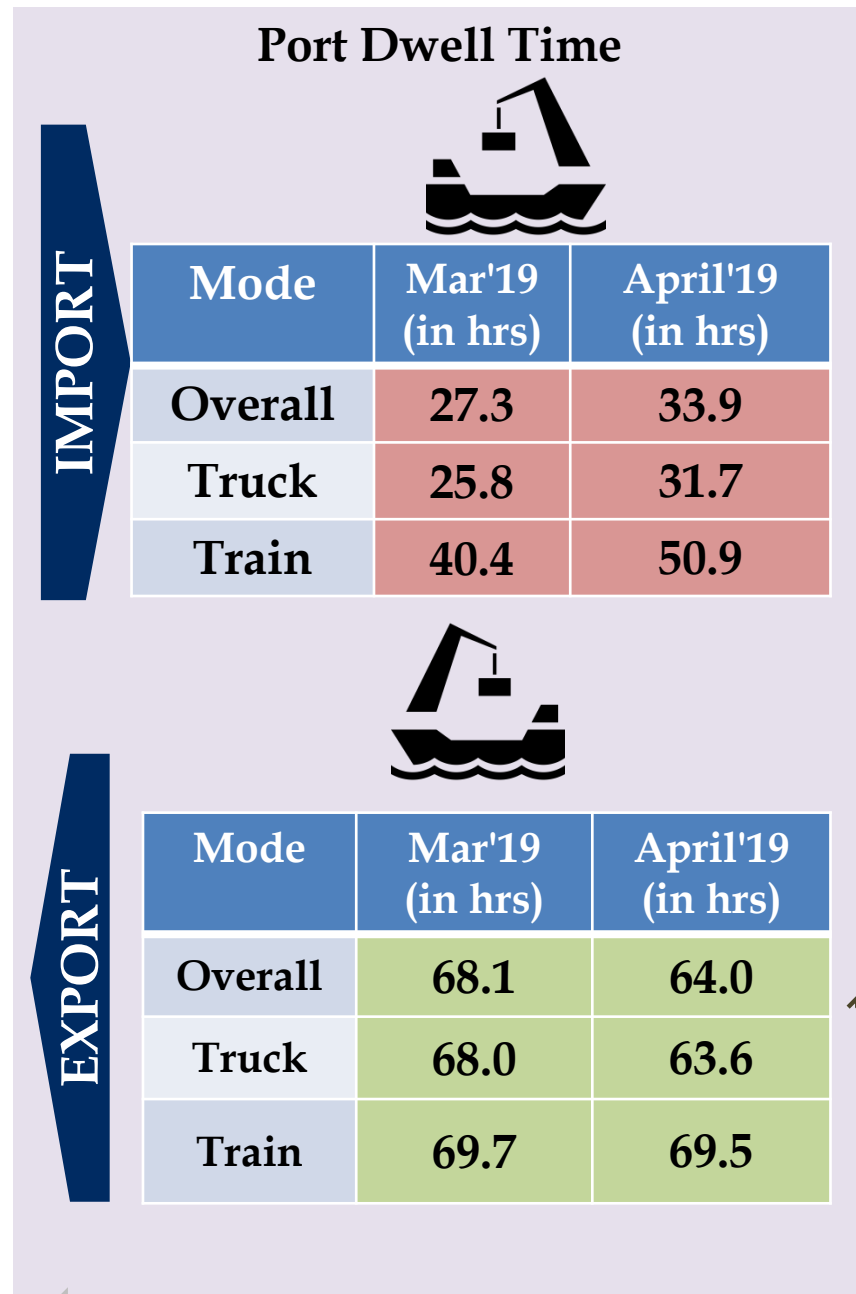 Port Dwell Time
IMPORT
Mode Mar'19 April'19
(in hrs) (in hrs)
Overall 27.3 33.9
Truck 25.8 31.7
Train 40.4 50.9
EXPORT
Mode Mar'19 April'19
(in hrs) (in hrs)
Overall 68.1 64.0
Truck 68.0 63.6
Train 69.7 69.5